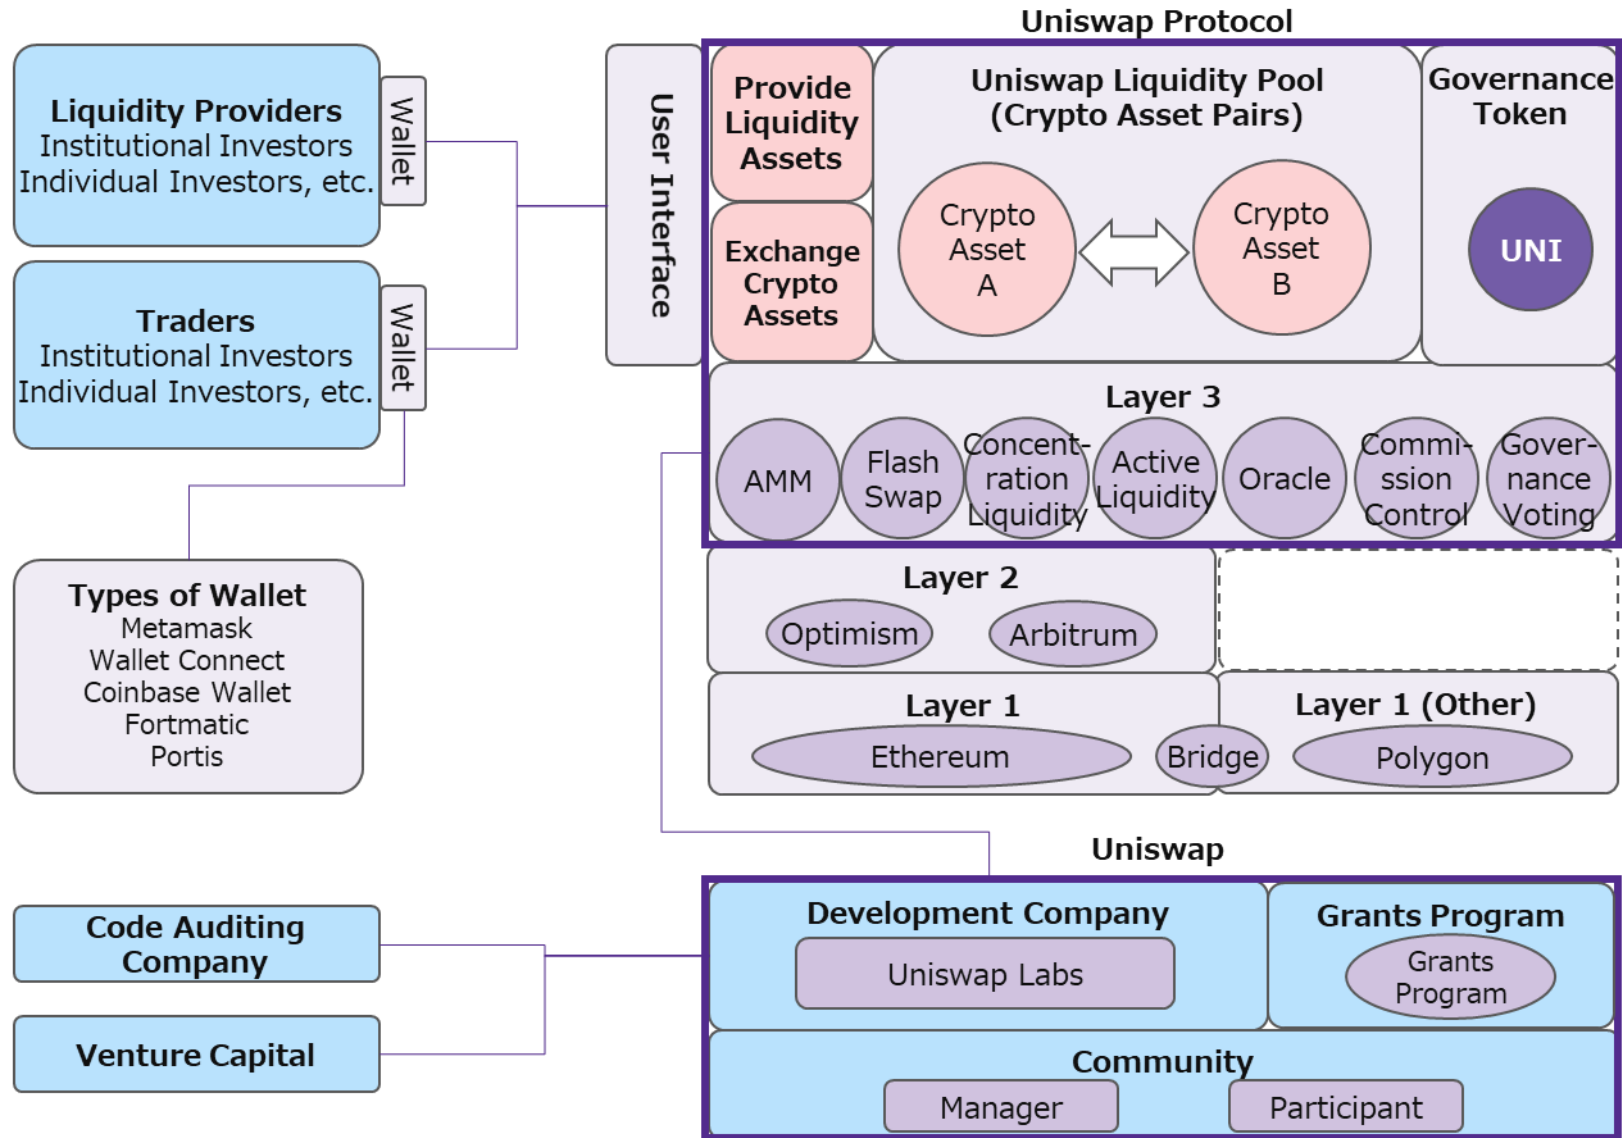 Uniswap Protocol
Liquidity Providers
Institutional Investors
Individual Investors, etc.
Wallet
Traders
Institutional Investors
Individual Investors, etc.
Wallet
User Interface
Provide
Liquidity
Assets
Exchange
Crypto
Assets
Uniswap Liquidity Pool
(Crypto Asset Pairs)
Crypto
Asset
A
Crypto
Asset
B
Governance
Token
UNI
Layer 3
AMM
Flash
Swap
Concent-
ration
Liquidity
Active
Liquidity
Oracle
Commi-
ssion
Control
Gover-
nance
Voting
Types of Wallet
Metamask
Wallet Connect
Coinbase Wallet
Fortmatic
Portis
Layer 2
Optimism
Arbitrum
Layer 1
Ethereum
Bridge
Layer 1 (Other)
Polygon
Uniswap
Code Auditing
Company
Venture Capital
Development Company
Uniswap Labs
Grants Program
Grants
Program
Community
Manager
Participant